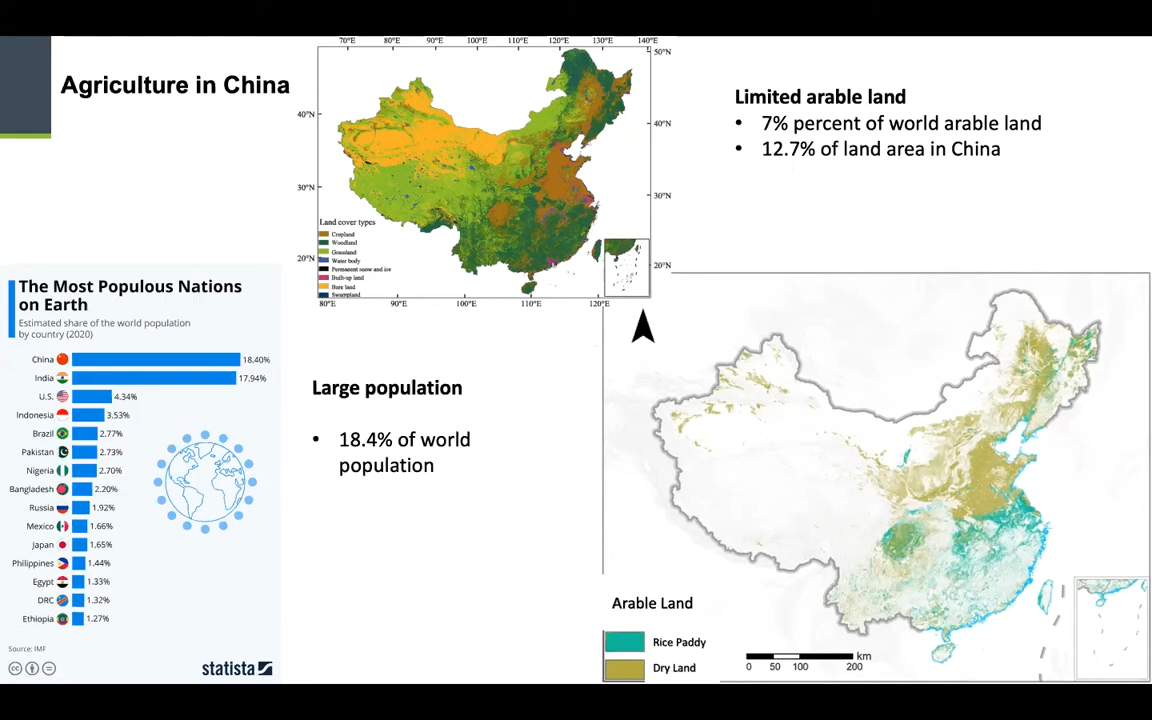 Agriculture in China
70°E 80°E 90°E 100°E 110°E 120°E 130°E 140°E
50°N
40°N
40°N
30°N
30°N
20°N
20°N
80°E 90°E 100°E 110°E 120°E
Land cover types
Cropland
Woodland
Grassland
Water body
Permanent snow and ice
Built-up land
Bare land
Swampland
Limited arable land
• 7% percent of world arable land
• 12.7% of land area in China
The Most Populous Nations
on Earth
Estimated share of the world population
by country (2020)
China 18.40%
India 17.94%
U.S. 4.34%
Indonesia 3.53%
Brazil 2.77%
Pakistan 2.73%
Nigeria 2.70%
Bangladesh 2.20%
Russia 1.92%
Mexico 1.66%
Japan 1.65%
Philippines 1.44%
Egypt 1.33%
DRC 1.32%
Ethiopia 1.27%
Source: IMF
cc
statista
Large population
• 18.4% of world
population
Arable Land
Rice Paddy
Dry Land
km
0 50 100 200